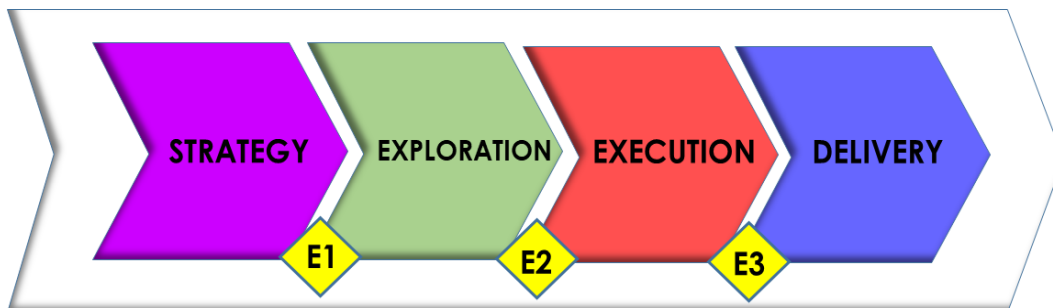 STRATEGY
EXPLORATION
EXECUTION
DELIVERY
E1
E2
E3